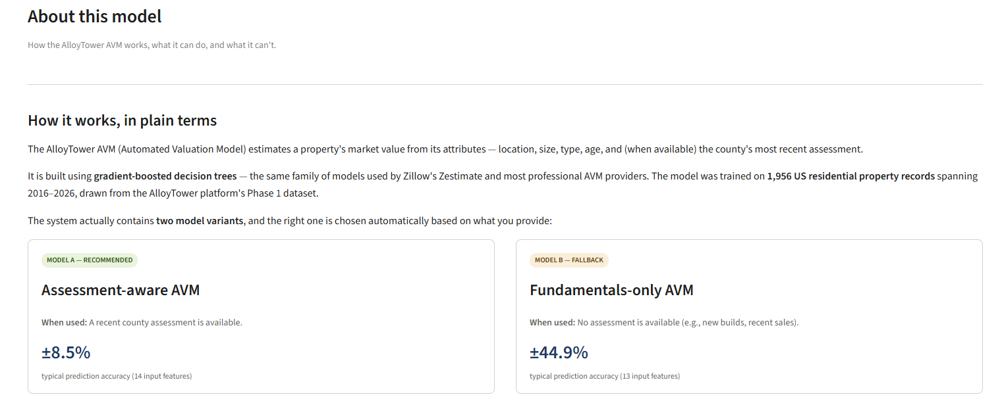 About this model
How the AlloyTower AVM works, what it can do, and what it can't.
How it works, in plain terms
The AlloyTower AVM (Automated Valuation Model) estimates a property's market value from its attributes — location, size, type, age, and (when available) the county's most recent assessment.
It is built using gradient-boosted decision trees — the same family of models used by Zillow's Zestimate and most professional AVM providers. The model was trained on 1,956 US residential property records spanning
2016–2026, drawn from the AlloyTower platform's Phase 1 dataset.
The system actually contains two model variants, and the right one is chosen automatically based on what you provide:
MODEL A — RECOMMENDED
Assessment-aware AVM
When used: A recent county assessment is available.
±8.5%
typical prediction accuracy (14 input features)
MODEL B — FALLBACK
Fundamentals-only AVM
When used: No assessment is available (e.g., new builds, recent sales).
±44.9%
typical prediction accuracy (13 input features)